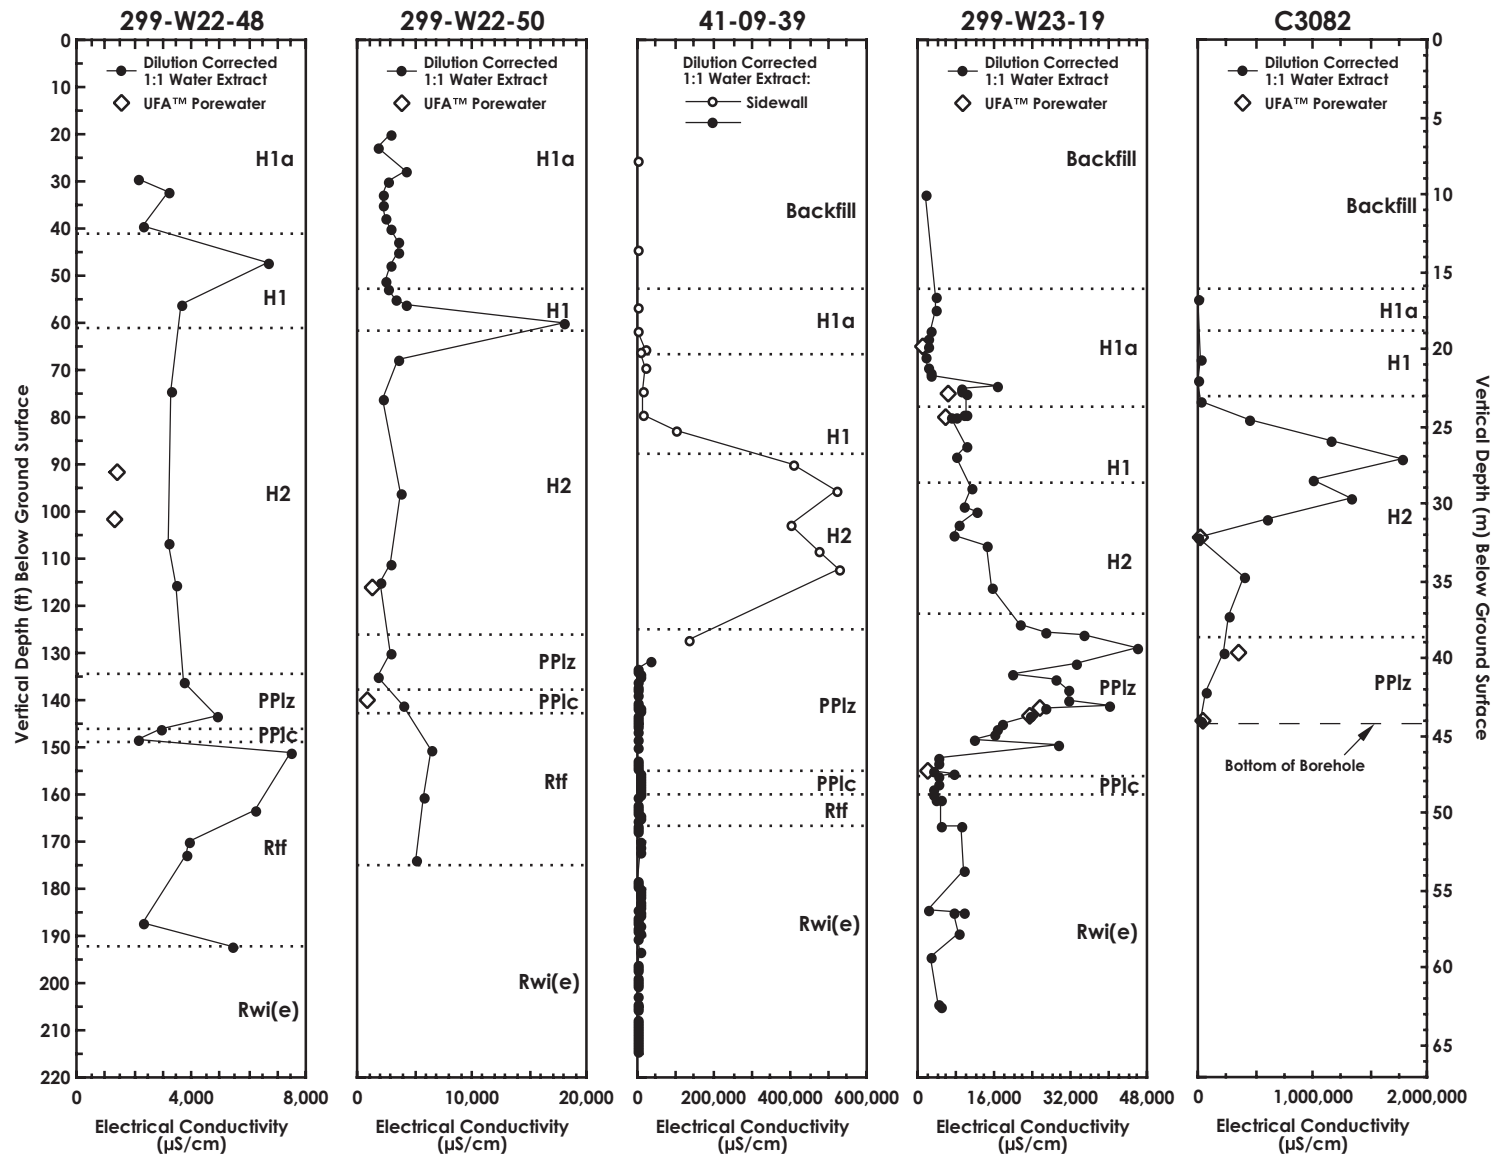 299-W22-48
299-W22-50
41-09-39
299-W23-19
C3082
Vertical Depth (ft) Below Ground Surface
0
10
20
30
40
50
60
70
80
90
100
110
120
130
140
150
160
170
180
190
200
210
220
Dilution Corrected
1:1 Water Extract
UFA™ Porewater
H1a
H1
H2
PPlz
PPlc
Rtf
Rwi(e)
0
4,000
8,000
Electrical Conductivity
(µS/cm)
Dilution Corrected
1:1 Water Extract
UFA™ Porewater
H1a
H1
H2
PPlz
PPlc
Rtf
Rwi(e)
0
10,000
20,000
Electrical Conductivity
(µS/cm)
Dilution Corrected
1:1 Water Extract:
Sidewall
Backfill
H1a
H1
H2
PPlz
PPlc
Rtf
Rwi(e)
0
200,000
400,000
600,000
Electrical Conductivity
(µS/cm)
Dilution Corrected
1:1 Water Extract
UFA™ Porewater
Backfill
H1a
H1
H2
PPlz
PPlc
Rwi(e)
0
16,000
32,000
48,000
Electrical Conductivity
(µS/cm)
Dilution Corrected
1:1 Water Extract
UFA™ Porewater
Backfill
H1a
H1
H2
PPlz
Bottom of Borehole
0
1,000,000
2,000,000
Electrical Conductivity
(µS/cm)
0
5
10
15
20
25
30
35
40
45
50
55
60
65
Vertical Depth (m) Below Ground Surface